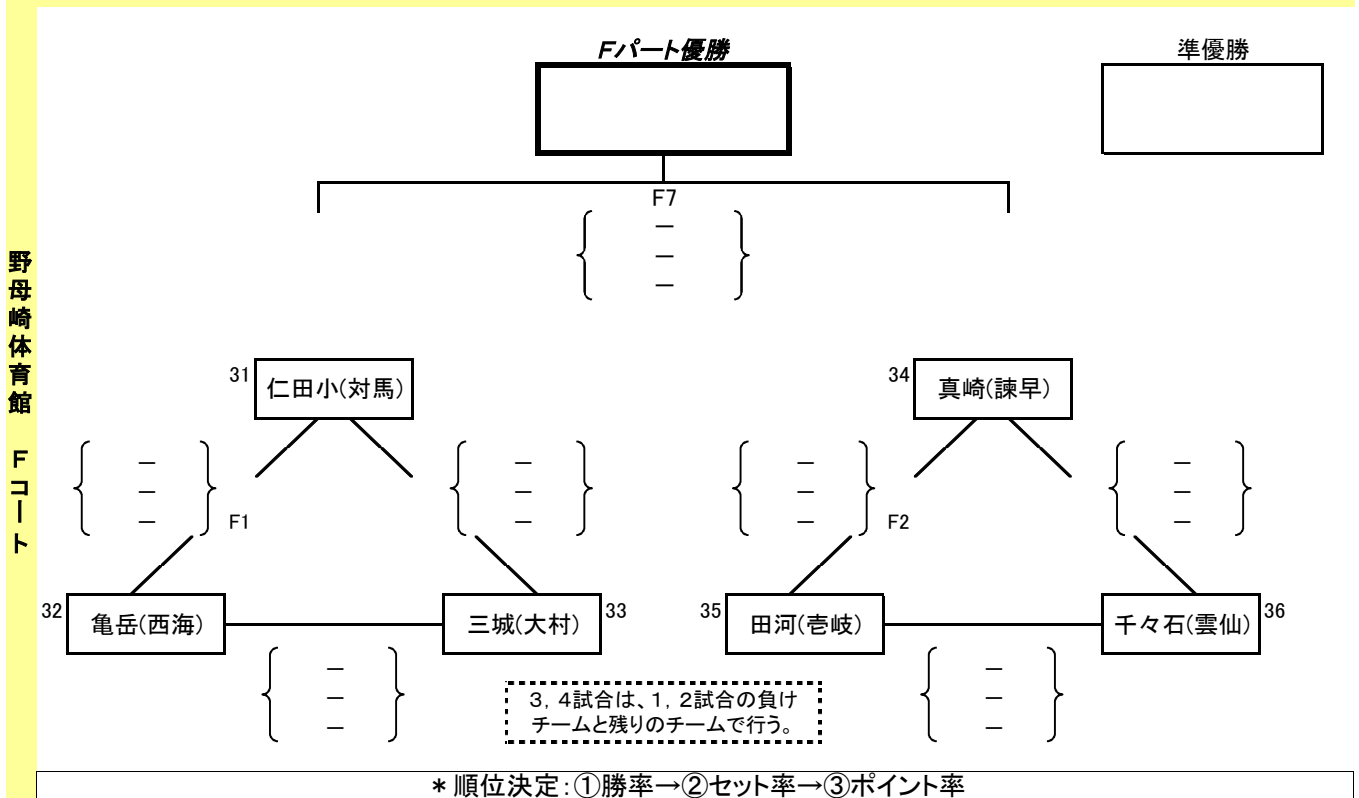 Fパート優勝
準優勝
F7
－
－
－
野母崎体育館 Fコート
31
仁田小(対馬)
34
真崎(諫早)
－
－
－
F1
－
－
－
－
－
－
F2
－
－
－
32
亀岳(西海)
三城(大村)
33
35
田河(壱岐)
千々石(雲仙)
36
－
－
－
3，4試合は、1，2試合の負け
チームと残りのチームで行う。
－
－
－
＊順位決定：①勝率→②セット率→③ポイント率